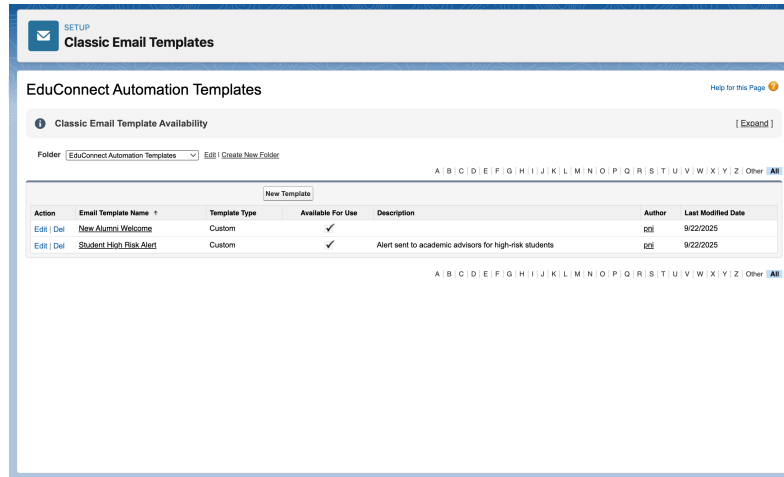 SETUP
Classic Email Templates
EduConnect Automation Templates
Help for this Page ?
i Classic Email Template Availability [ Expand ]
Folder EduConnect Automation Templates Edit | Create New Folder
A | B | C | D | E | F | G | H | I | J | K | L | M | N | O | P | Q | R | S | T | U | V | W | X | Y | Z | Other | All
New Template
Action Email Template Name ↑ Template Type Available For Use Description Author Last Modified Date
Edit | Del New Alumni Welcome Custom ✓ pni 9/22/2025
Edit | Del Student High Risk Alert Custom ✓ Alert sent to academic advisors for high-risk students pni 9/22/2025
A | B | C | D | E | F | G | H | I | J | K | L | M | N | O | P | Q | R | S | T | U | V | W | X | Y | Z | Other | All